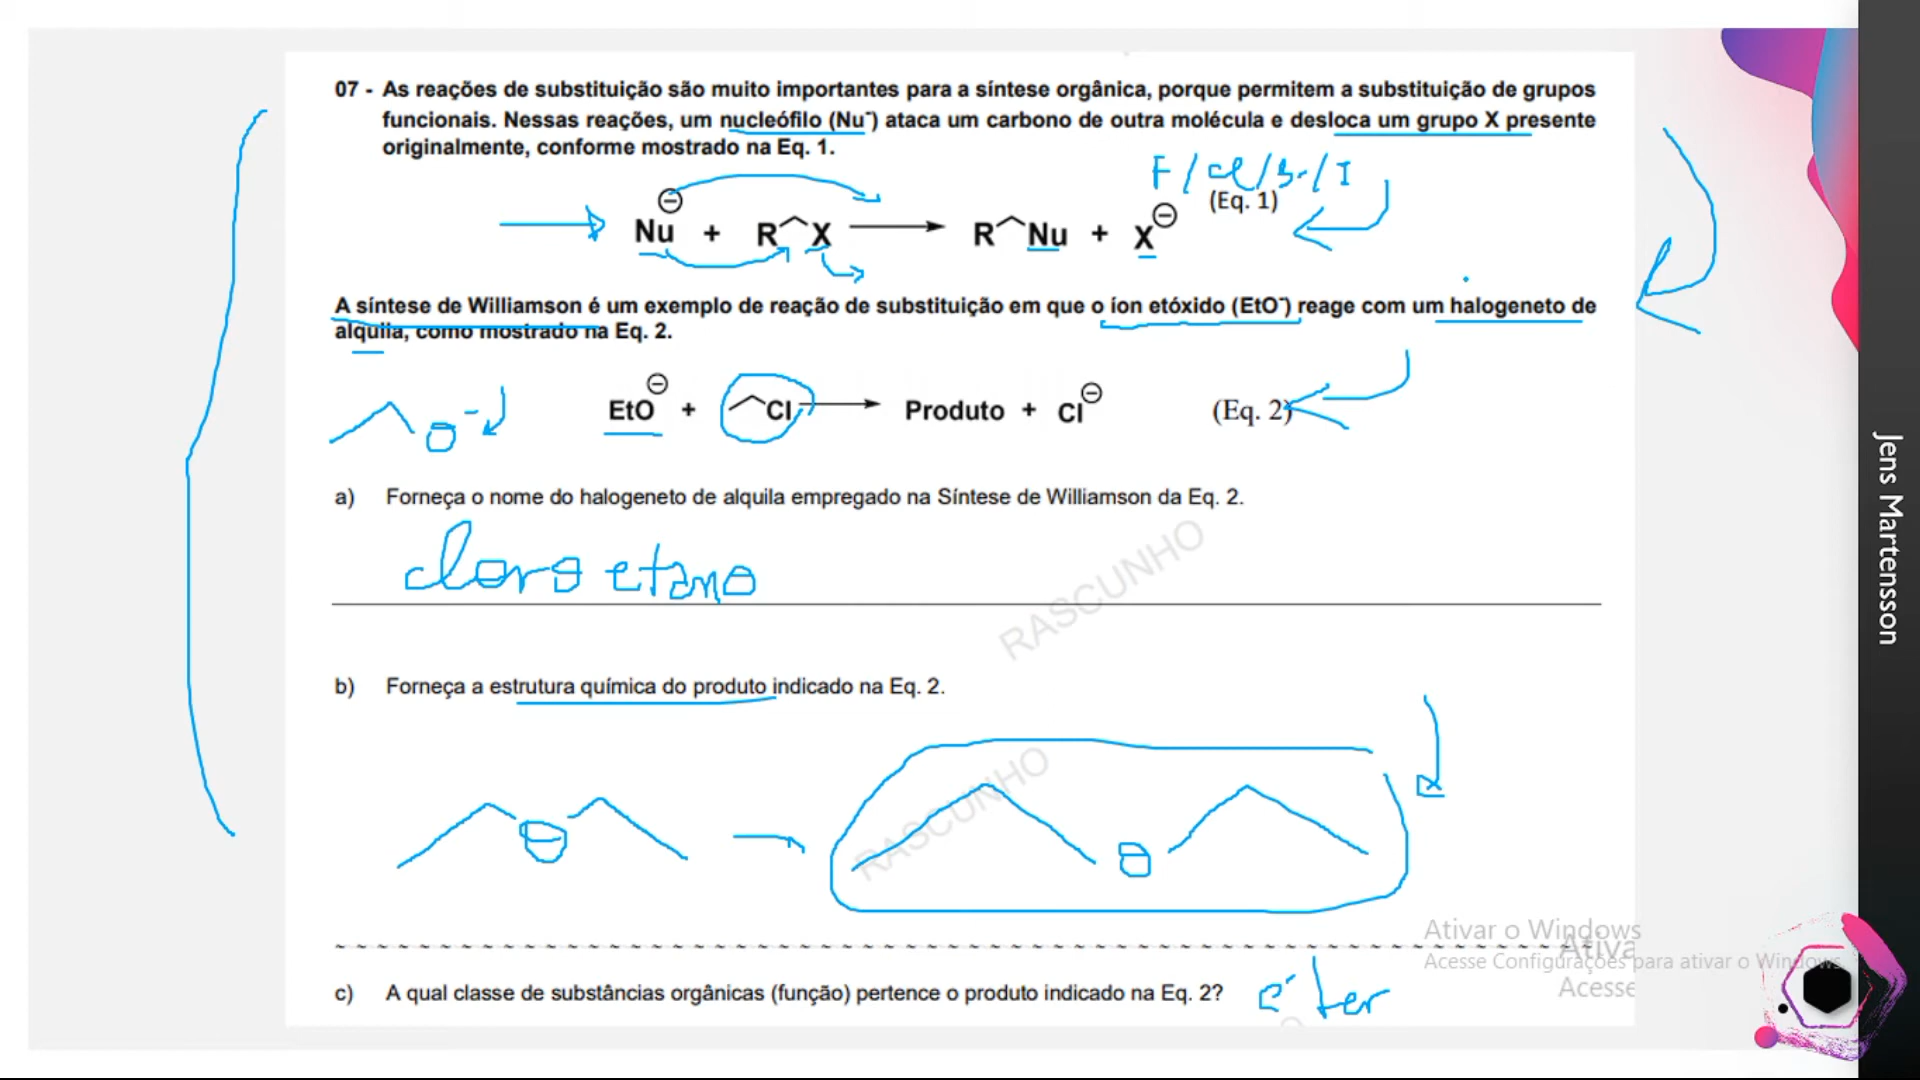 07 - As reações de substituição são muito importantes para a síntese orgânica, porque permitem a substituição de grupos
funcionais. Nessas reações, um nucleófilo (Nu⁻) ataca um carbono de outra molécula e desloca um grupo X presente
originalmente, conforme mostrado na Eq. 1.
F / Cl / Br / I
Nu⊖ + R X → R Nu + X⊖ (Eq. 1)
A síntese de Williamson é um exemplo de reação de substituição em que o íon etóxido (EtO⁻) reage com um halogeneto de
alquila, como mostrado na Eq. 2.
O⁻ EtO⊖ + Cl → Produto + Cl⊖ (Eq. 2)
a) Forneça o nome do halogeneto de alquila empregado na Síntese de Williamson da Eq. 2.
cloro etano
RASCUNHO
b) Forneça a estrutura química do produto indicado na Eq. 2.
RASCUNHO
O → O
c) A qual classe de substâncias orgânicas (função) pertence o produto indicado na Eq. 2? éter
Ativar o Windows
Acesse Configurações para ativar o Windows.
Ativa
Acesse
Jens Martensson